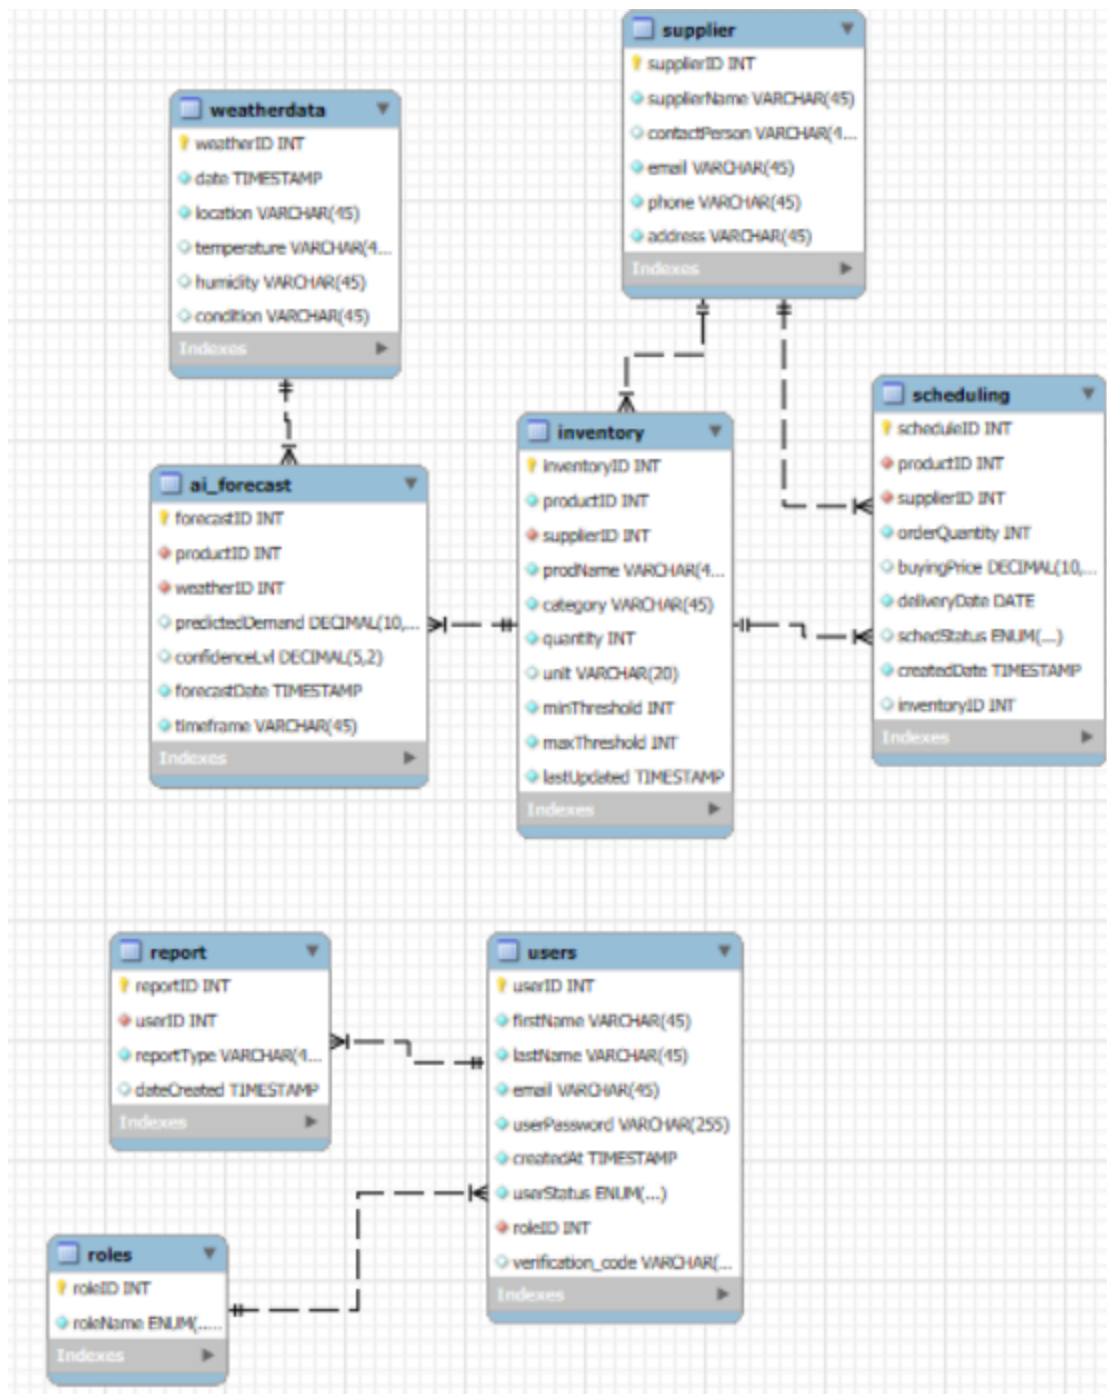 supplier
supplierID INT
supplierName VARCHAR(45)
contactPerson VARCHAR(4...
email VARCHAR(45)
phone VARCHAR(45)
address VARCHAR(45)
Indexes
weatherdata
weatherID INT
date TIMESTAMP
location VARCHAR(45)
temperature VARCHAR(4...
humidity VARCHAR(45)
condition VARCHAR(45)
Indexes
scheduling
scheduleID INT
productID INT
supplierID INT
orderQuantity INT
buyingPrice DECIMAL(10,...
deliveryDate DATE
schedStatus ENUM(...)
createdDate TIMESTAMP
inventoryID INT
Indexes
inventory
inventoryID INT
productID INT
supplierID INT
prodName VARCHAR(4...
category VARCHAR(45)
quantity INT
unit VARCHAR(20)
minThreshold INT
maxThreshold INT
lastUpdated TIMESTAMP
Indexes
ai_forecast
forecastID INT
productID INT
weatherID INT
predictedDemand DECIMAL(10,...
confidenceLvl DECIMAL(5,2)
forecastDate TIMESTAMP
timeframe VARCHAR(45)
Indexes
report
reportID INT
userID INT
reportType VARCHAR(4...
dateCreated TIMESTAMP
Indexes
users
userID INT
firstName VARCHAR(45)
lastName VARCHAR(45)
email VARCHAR(45)
userPassword VARCHAR(255)
createdAt TIMESTAMP
userStatus ENUM(...)
roleID INT
verification_code VARCHAR(...
Indexes
roles
roleID INT
roleName ENUM(.....
Indexes